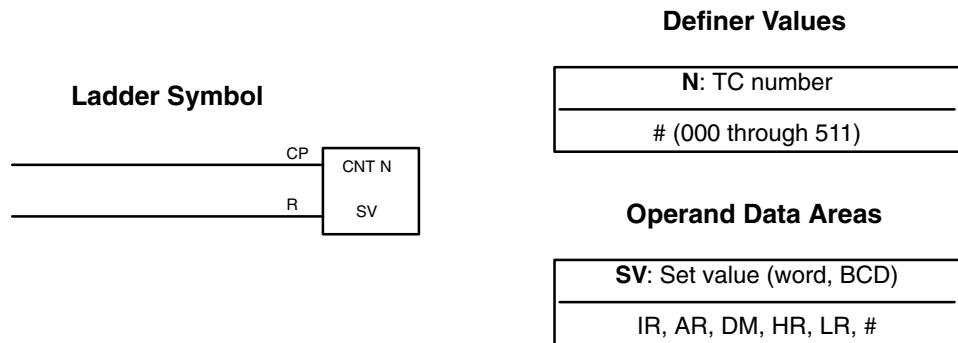 Ladder Symbol
CP
CNT N
R
SV
Definer Values
N: TC number
# (000 through 511)
Operand Data Areas
SV: Set value (word, BCD)
IR, AR, DM, HR, LR, #